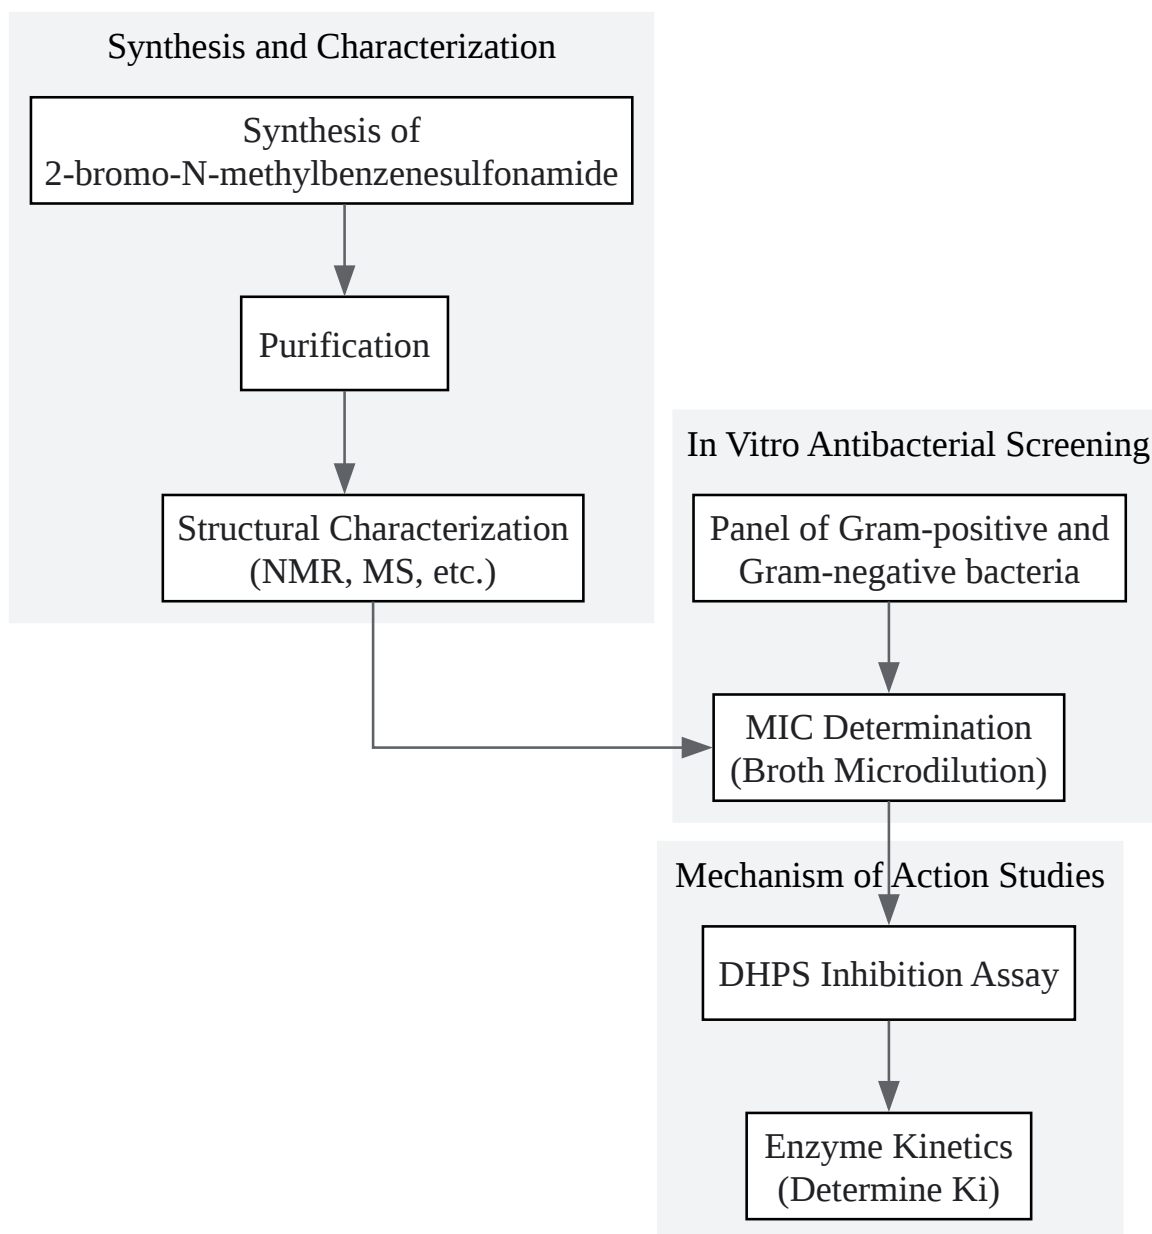 Synthesis and Characterization
Synthesis of
2-bromo-N-methylbenzenesulfonamide
Purification
Structural Characterization
(NMR, MS, etc.)
In Vitro Antibacterial Screening
Panel of Gram-positive and
Gram-negative bacteria
MIC Determination
(Broth Microdilution)
Mechanism of Action Studies
DHPS Inhibition Assay
Enzyme Kinetics
(Determine Ki)